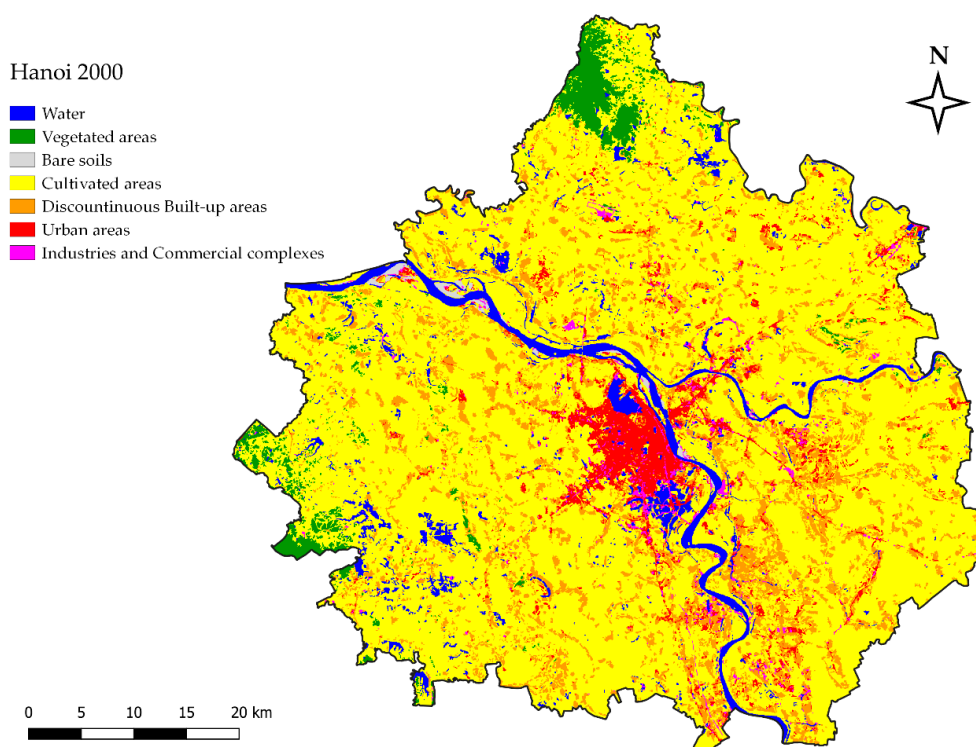 Hanoi 2000
Water
Vegetated areas
Bare soils
Cultivated areas
Discountinuous Built-up areas
Urban areas
Industries and Commercial complexes
N
0 5 10 15 20 km